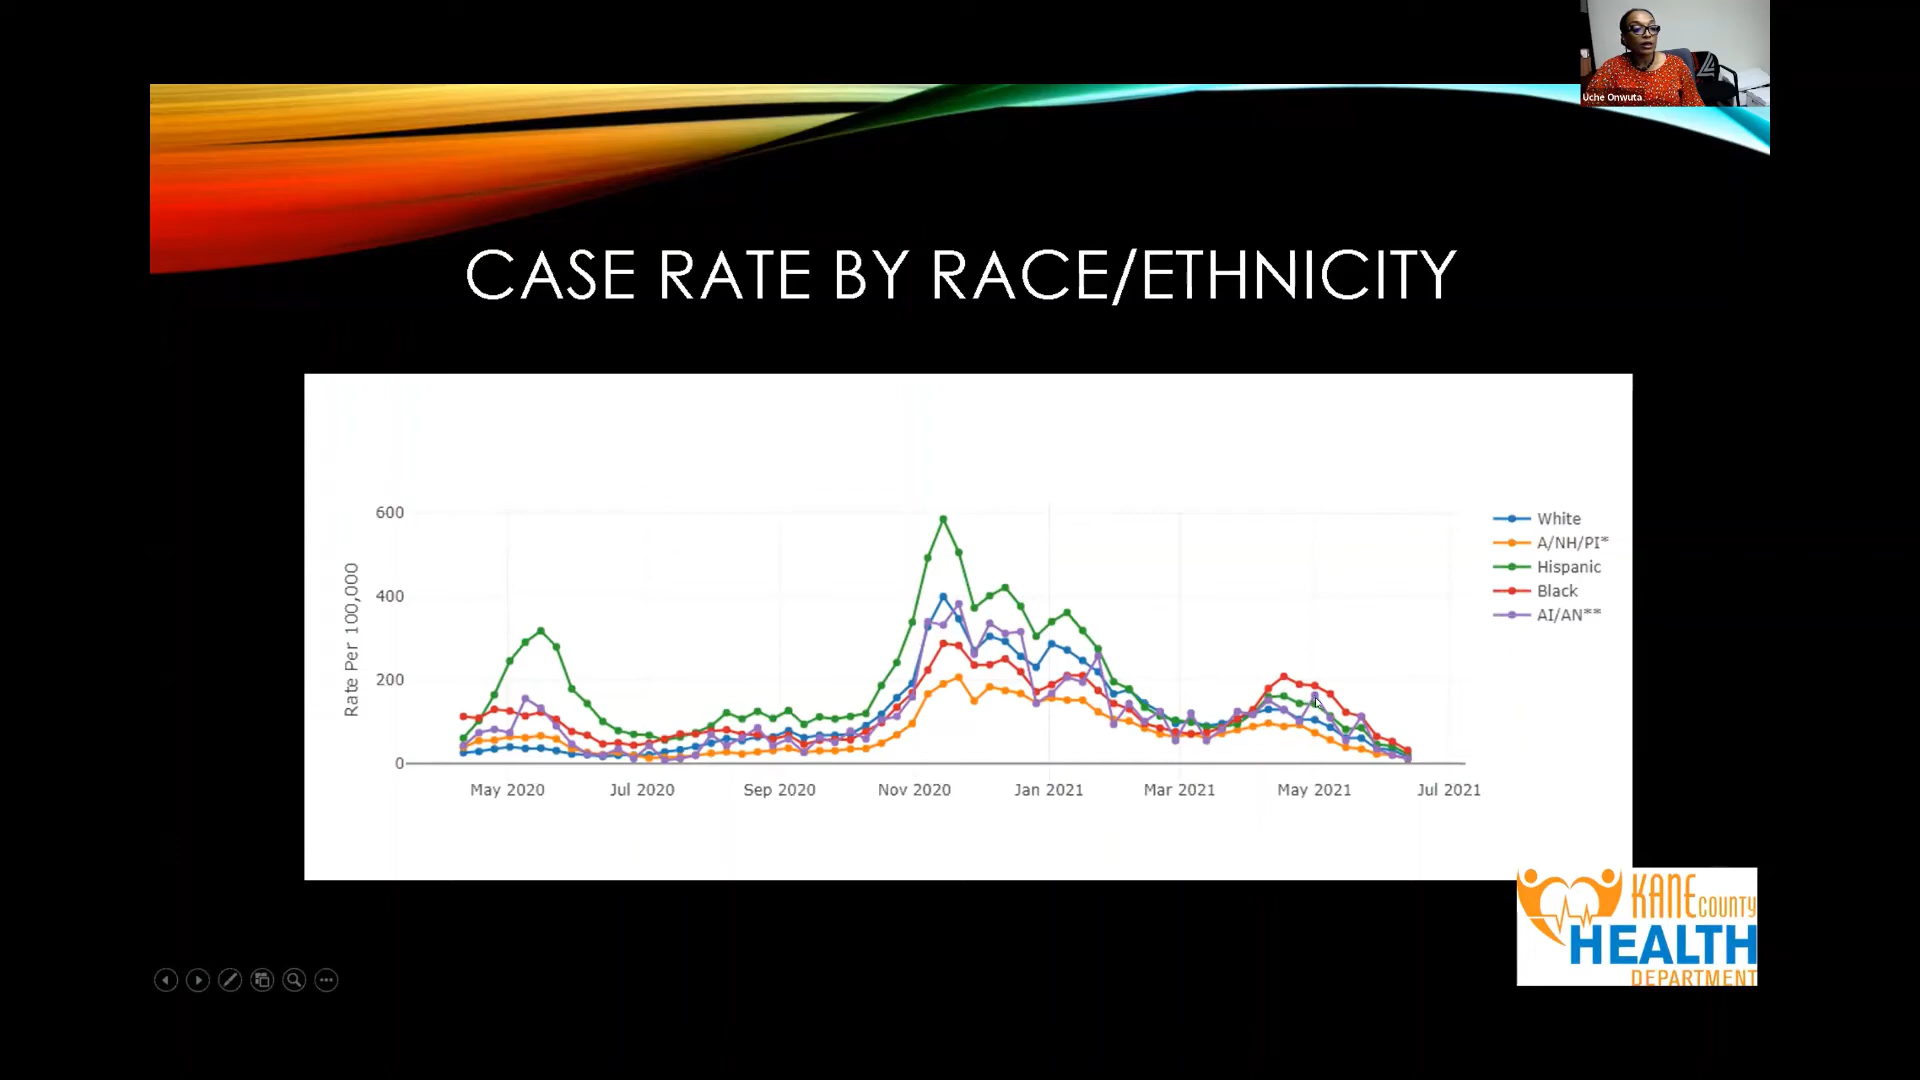 Uche Onwuta
CASE RATE BY RACE/ETHNICITY
Rate Per 100,000
600
400
200
0
May 2020
Jul 2020
Sep 2020
Nov 2020
Jan 2021
Mar 2021
May 2021
Jul 2021
White
A/NH/PI*
Hispanic
Black
AI/AN**
KANE COUNTY
HEALTH
DEPARTMENT